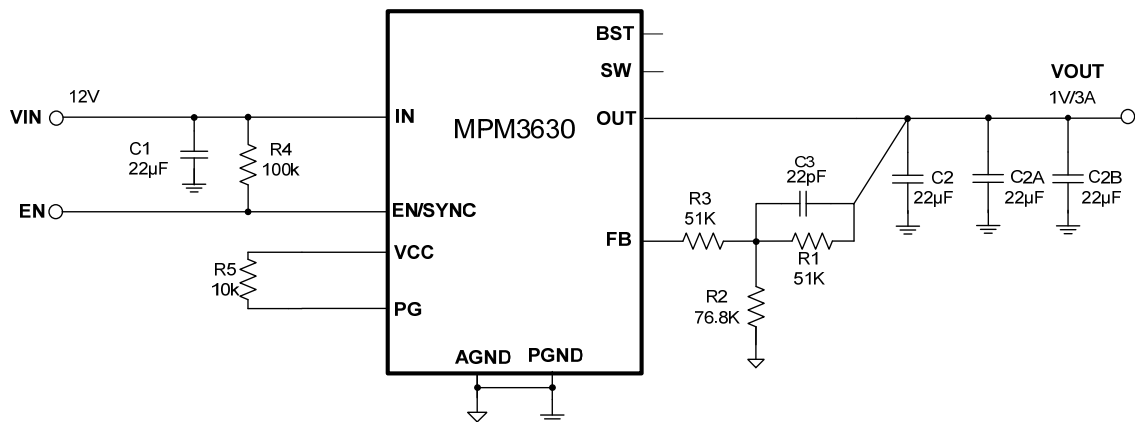 BST
SW
VOUT
12V
1V/3A
VIN
IN
OUT
MPM3630
C1
22µF
R4
100k
C3
22pF
C2
22µF
C2A
22µF
C2B
22µF
R3
51K
EN
EN/SYNC
FB
R1
51K
VCC
R5
10k
R2
76.8K
PG
AGND
PGND